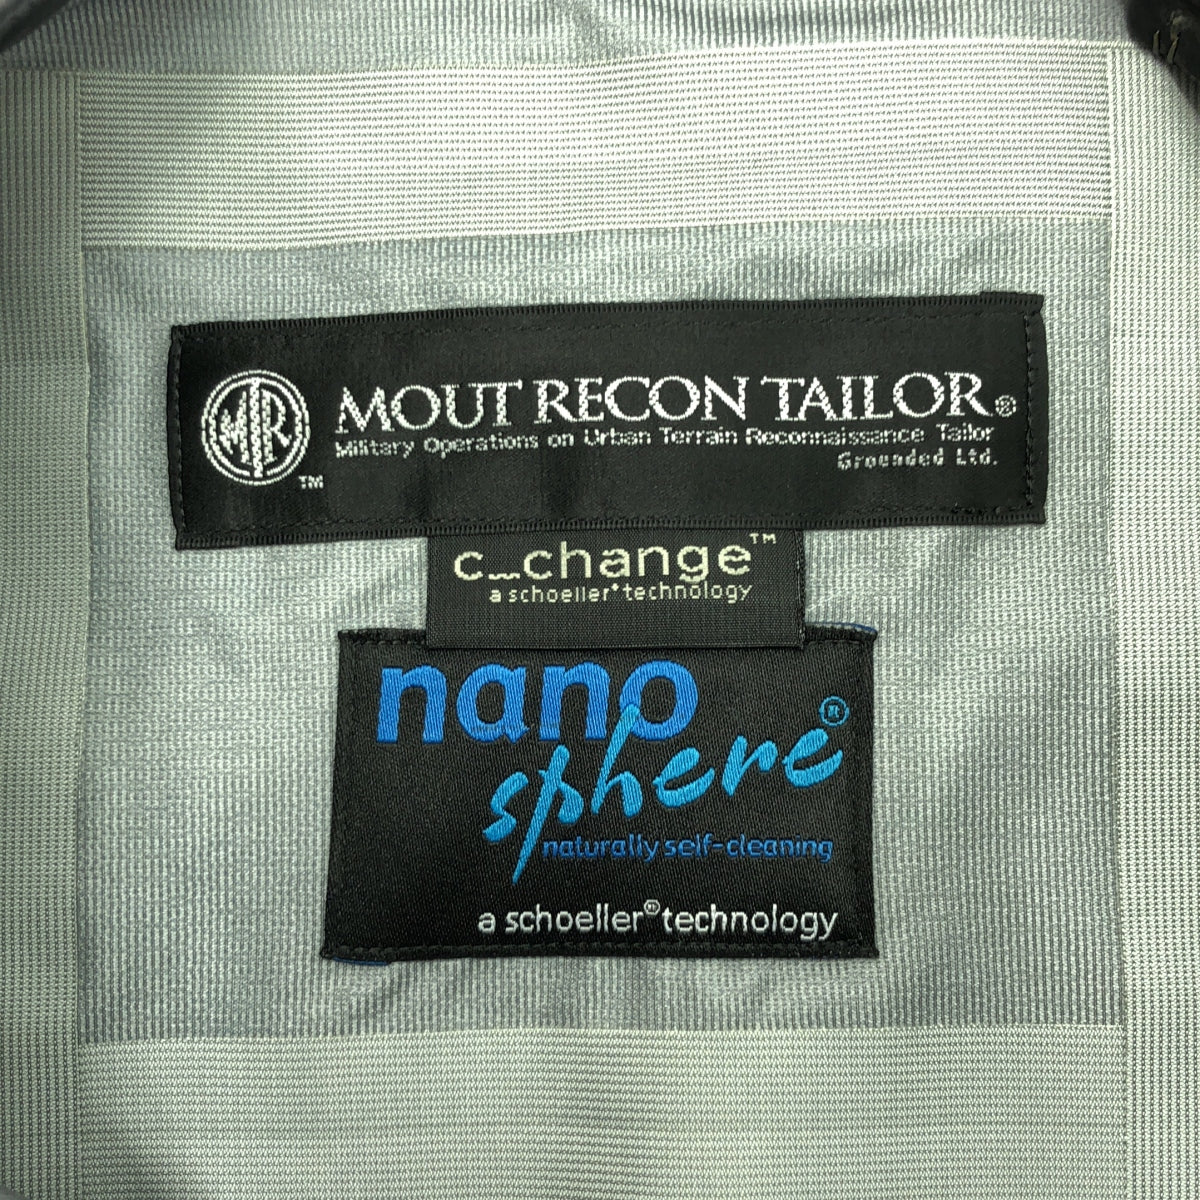 MR
TM
MOUT RECON TAILOR®
Military Operations on Urban Terrain Reconnaissance Tailor
Grounded Ltd.
c_change™
a schoeller® technology
nano
sphere®
naturally self-cleaning
a schoeller® technology